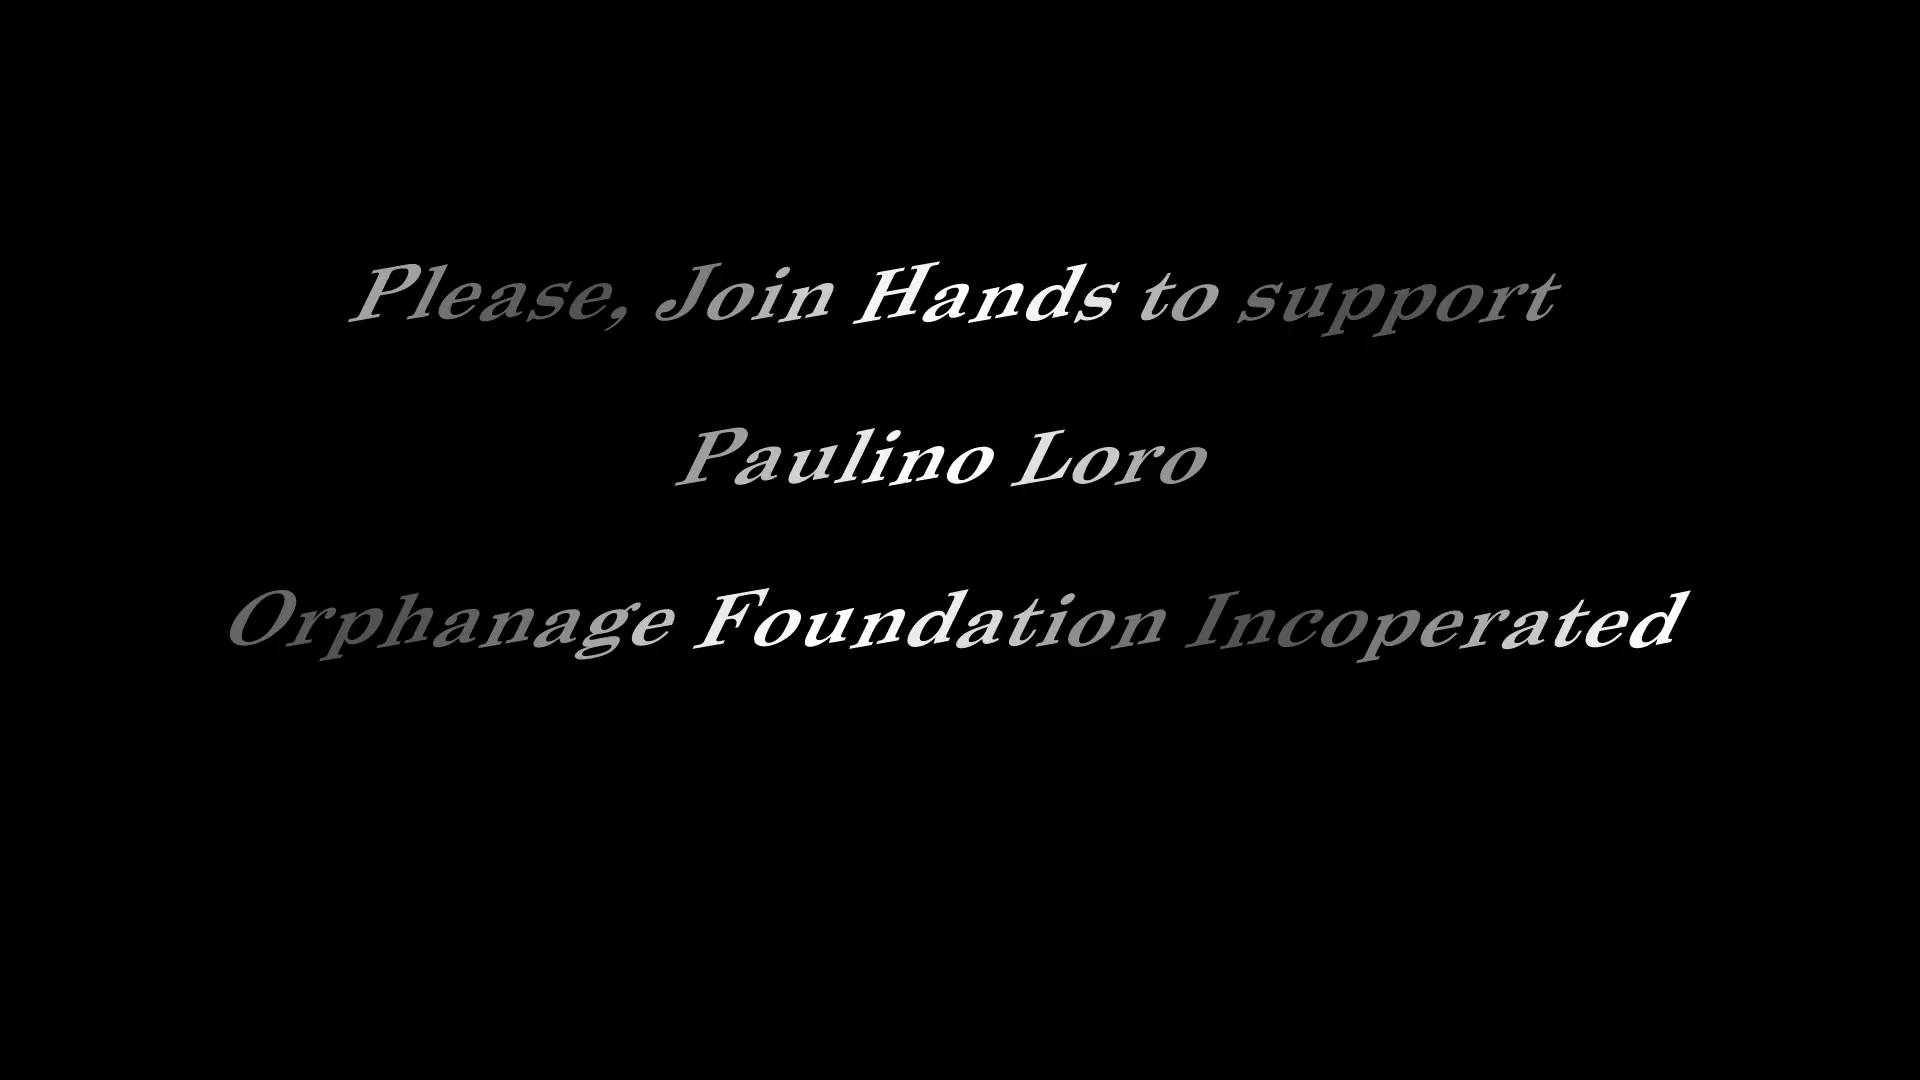 Please, Join Hands to support
Paulino Loro
Orphanage Foundation Incoperated